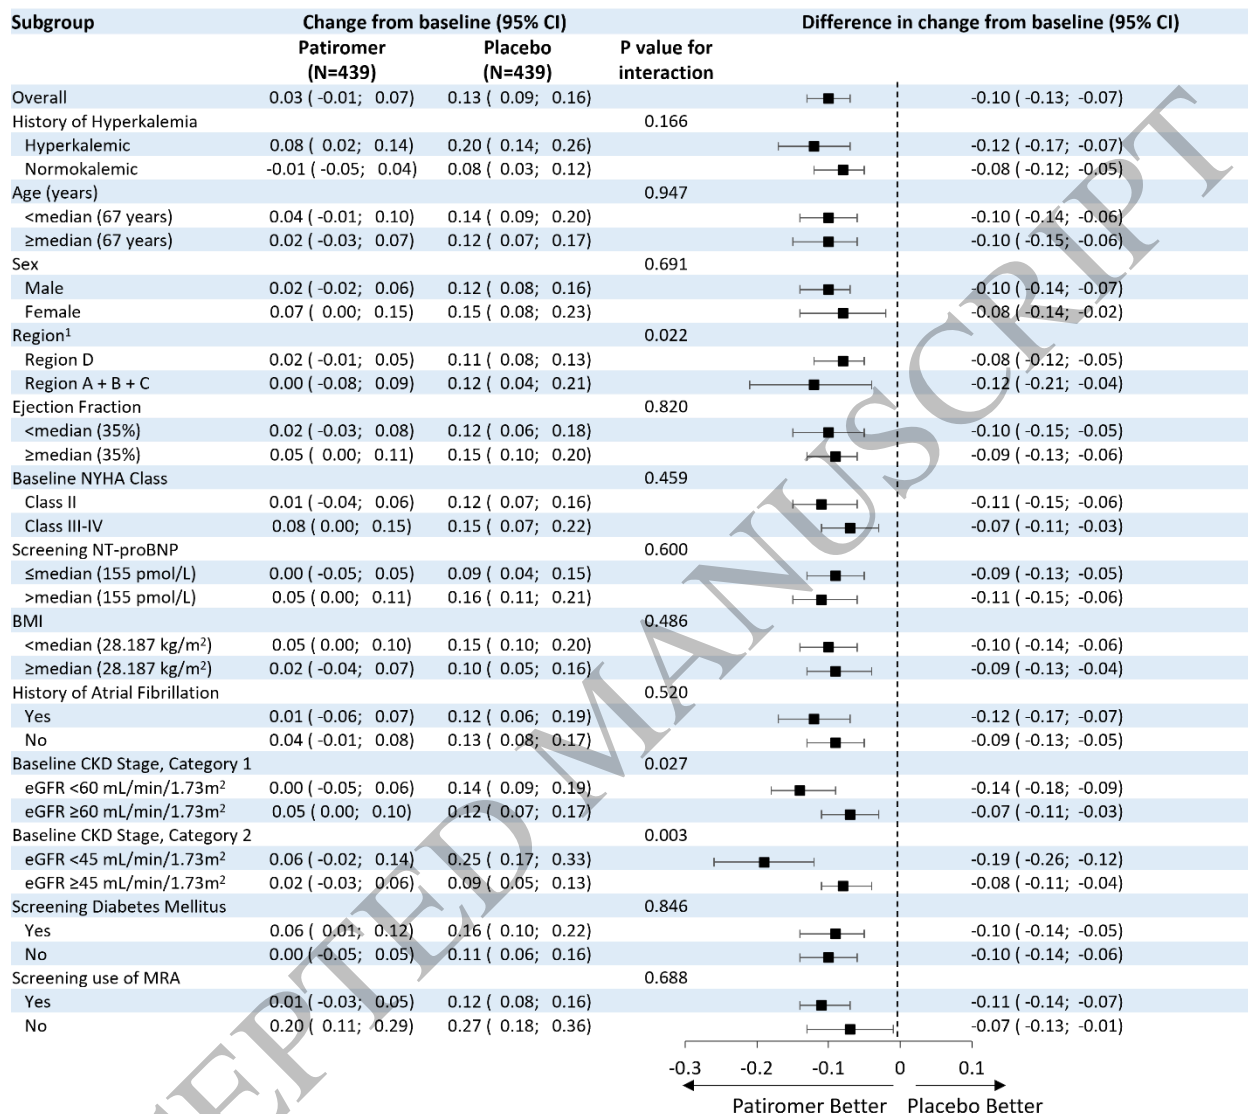 Subgroup Change from baseline (95% CI) Difference in change from baseline (95% CI)
Patiromer (N=439) Placebo (N=439) P value for interaction
Overall 0.03 ( -0.01; 0.07) 0.13 ( 0.09; 0.16) -0.10 ( -0.13; -0.07)
History of Hyperkalemia 0.166
Hyperkalemic 0.08 ( 0.02; 0.14) 0.20 ( 0.14; 0.26) -0.12 ( -0.17; -0.07)
Normokalemic -0.01 ( -0.05; 0.04) 0.08 ( 0.03; 0.12) -0.08 ( -0.12; -0.05)
Age (years) 0.947
<median (67 years) 0.04 ( -0.01; 0.10) 0.14 ( 0.09; 0.20) -0.10 ( -0.14; -0.06)
≥median (67 years) 0.02 ( -0.03; 0.07) 0.12 ( 0.07; 0.17) -0.10 ( -0.15; -0.06)
Sex 0.691
Male 0.02 ( -0.02; 0.06) 0.12 ( 0.08; 0.16) -0.10 ( -0.14; -0.07)
Female 0.07 ( 0.00; 0.15) 0.15 ( 0.08; 0.23) -0.08 ( -0.14; -0.02)
Region¹ 0.022
Region D 0.02 ( -0.01; 0.05) 0.11 ( 0.08; 0.13) -0.08 ( -0.12; -0.05)
Region A + B + C 0.00 ( -0.08; 0.09) 0.12 ( 0.04; 0.21) -0.12 ( -0.21; -0.04)
Ejection Fraction 0.820
<median (35%) 0.02 ( -0.03; 0.08) 0.12 ( 0.06; 0.18) -0.10 ( -0.15; -0.05)
≥median (35%) 0.05 ( 0.00; 0.11) 0.15 ( 0.10; 0.20) -0.09 ( -0.13; -0.06)
Baseline NYHA Class 0.459
Class II 0.01 ( -0.04; 0.06) 0.12 ( 0.07; 0.16) -0.11 ( -0.15; -0.06)
Class III-IV 0.08 ( 0.00; 0.15) 0.15 ( 0.07; 0.22) -0.07 ( -0.11; -0.03)
Screening NT-proBNP 0.600
≤median (155 pmol/L) 0.00 ( -0.05; 0.05) 0.09 ( 0.04; 0.15) -0.09 ( -0.13; -0.05)
>median (155 pmol/L) 0.05 ( 0.00; 0.11) 0.16 ( 0.11; 0.21) -0.11 ( -0.15; -0.06)
BMI 0.486
<median (28.187 kg/m²) 0.05 ( 0.00; 0.10) 0.15 ( 0.10; 0.20) -0.10 ( -0.14; -0.06)
≥median (28.187 kg/m²) 0.02 ( -0.04; 0.07) 0.10 ( 0.05; 0.16) -0.09 ( -0.13; -0.04)
History of Atrial Fibrillation 0.520
Yes 0.01 ( -0.06; 0.07) 0.12 ( 0.06; 0.19) -0.12 ( -0.17; -0.07)
No 0.04 ( -0.01; 0.08) 0.13 ( 0.08; 0.17) -0.09 ( -0.13; -0.05)
Baseline CKD Stage, Category 1 0.027
eGFR <60 mL/min/1.73m² 0.00 ( -0.05; 0.06) 0.14 ( 0.09; 0.19) -0.14 ( -0.18; -0.09)
eGFR ≥60 mL/min/1.73m² 0.05 ( 0.00; 0.10) 0.12 ( 0.07; 0.17) -0.07 ( -0.11; -0.03)
Baseline CKD Stage, Category 2 0.003
eGFR <45 mL/min/1.73m² 0.06 ( -0.02; 0.14) 0.25 ( 0.17; 0.33) -0.19 ( -0.26; -0.12)
eGFR ≥45 mL/min/1.73m² 0.02 ( -0.03; 0.06) 0.09 ( 0.05; 0.13) -0.08 ( -0.11; -0.04)
Screening Diabetes Mellitus 0.846
Yes 0.06 ( 0.01; 0.12) 0.16 ( 0.10; 0.22) -0.10 ( -0.14; -0.05)
No 0.00 ( -0.05; 0.05) 0.11 ( 0.06; 0.16) -0.10 ( -0.14; -0.06)
Screening use of MRA 0.688
Yes 0.01 ( -0.03; 0.05) 0.12 ( 0.08; 0.16) -0.11 ( -0.14; -0.07)
No 0.20 ( 0.11; 0.29) 0.27 ( 0.18; 0.36) -0.07 ( -0.13; -0.01)
-0.3 -0.2 -0.1 0 0.1
Patiromer Better Placebo Better
EPTED MANUSCRIPT